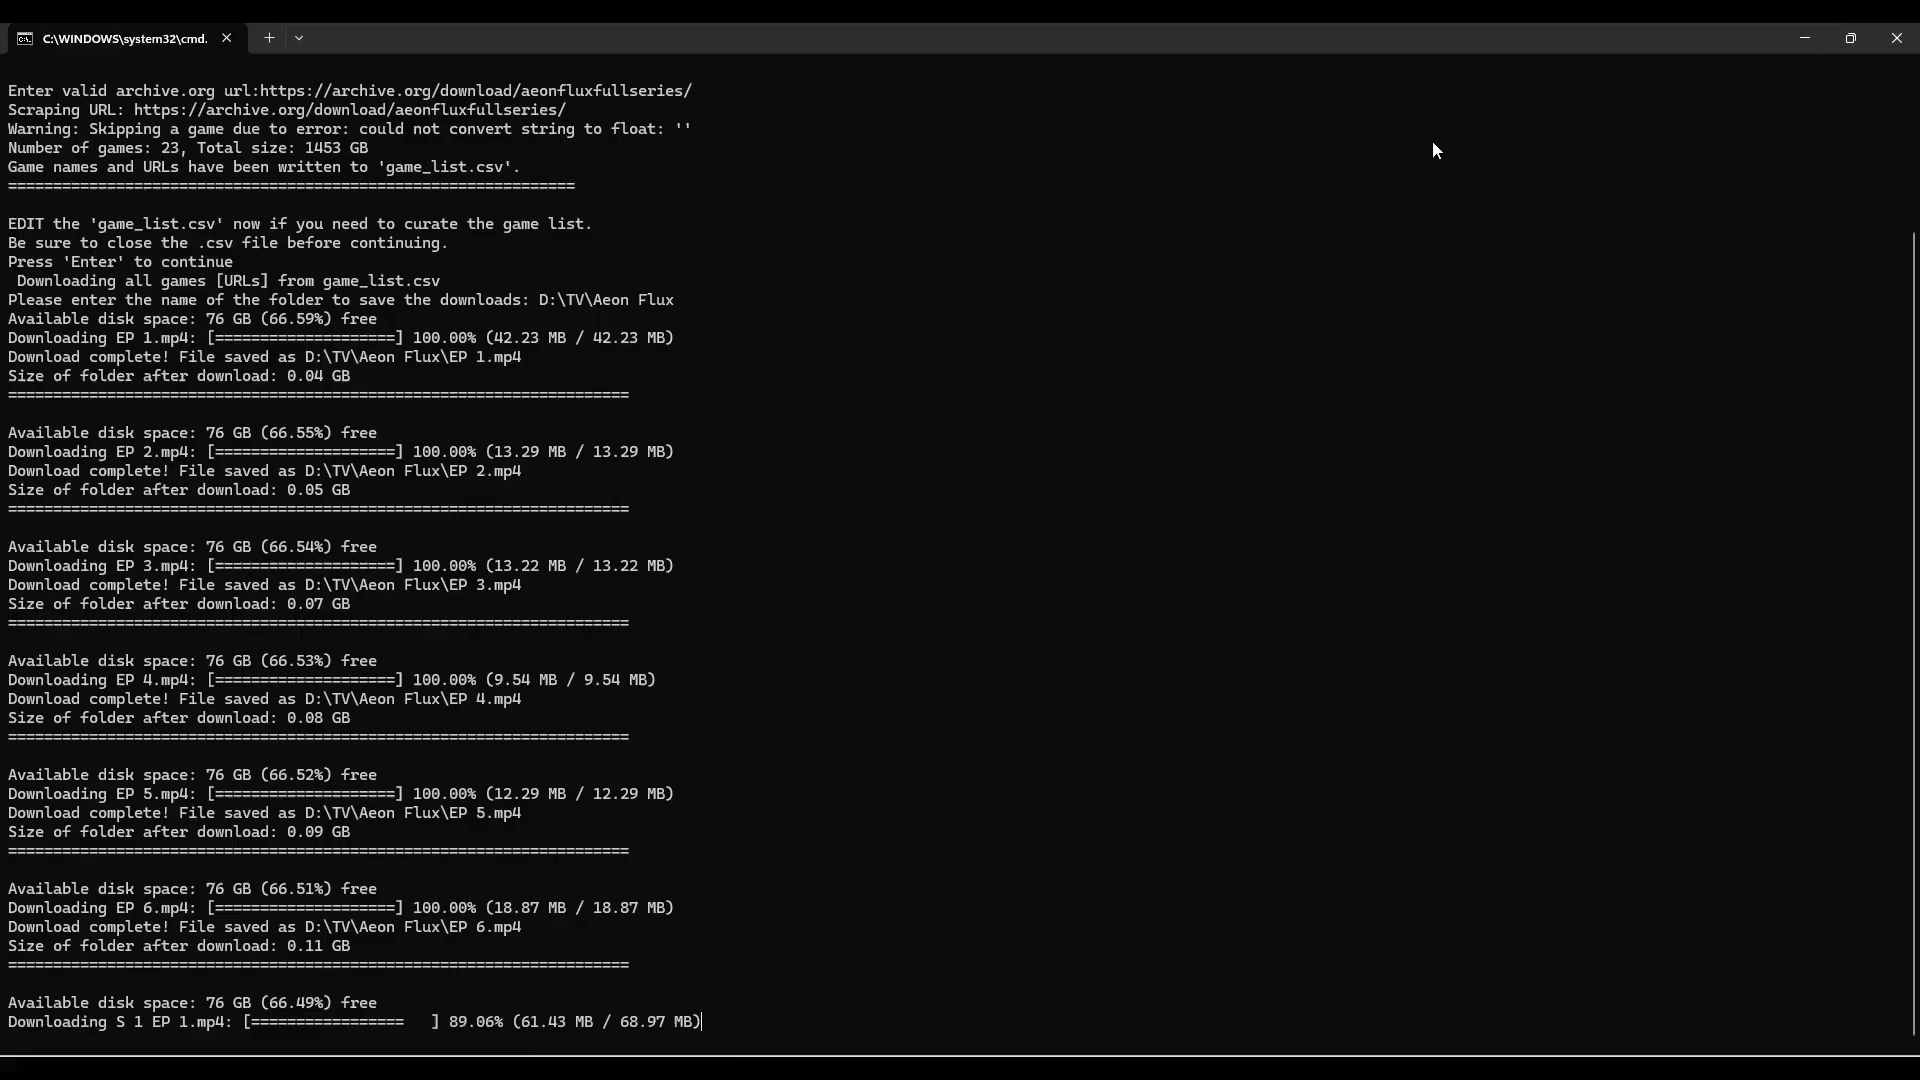 C:\WINDOWS\system32\cmd.
Enter valid archive.org url:https://archive.org/download/aeonfluxfullseries/
Scraping URL: https://archive.org/download/aeonfluxfullseries/
Warning: Skipping a game due to error: could not convert string to float: ''
Number of games: 23, Total size: 1453 GB
Game names and URLs have been written to 'game_list.csv'.
===============================================================
EDIT the 'game_list.csv' now if you need to curate the game list.
Be sure to close the .csv file before continuing.
Press 'Enter' to continue
 Downloading all games [URLs] from game_list.csv
Please enter the name of the folder to save the downloads: D:\TV\Aeon Flux
Available disk space: 76 GB (66.59%) free
Downloading EP 1.mp4: [====================] 100.00% (42.23 MB / 42.23 MB)
Download complete! File saved as D:\TV\Aeon Flux\EP 1.mp4
Size of folder after download: 0.04 GB
=====================================================================
Available disk space: 76 GB (66.55%) free
Downloading EP 2.mp4: [====================] 100.00% (13.29 MB / 13.29 MB)
Download complete! File saved as D:\TV\Aeon Flux\EP 2.mp4
Size of folder after download: 0.05 GB
=====================================================================
Available disk space: 76 GB (66.54%) free
Downloading EP 3.mp4: [====================] 100.00% (13.22 MB / 13.22 MB)
Download complete! File saved as D:\TV\Aeon Flux\EP 3.mp4
Size of folder after download: 0.07 GB
=====================================================================
Available disk space: 76 GB (66.53%) free
Downloading EP 4.mp4: [====================] 100.00% (9.54 MB / 9.54 MB)
Download complete! File saved as D:\TV\Aeon Flux\EP 4.mp4
Size of folder after download: 0.08 GB
=====================================================================
Available disk space: 76 GB (66.52%) free
Downloading EP 5.mp4: [====================] 100.00% (12.29 MB / 12.29 MB)
Download complete! File saved as D:\TV\Aeon Flux\EP 5.mp4
Size of folder after download: 0.09 GB
=====================================================================
Available disk space: 76 GB (66.51%) free
Downloading EP 6.mp4: [====================] 100.00% (18.87 MB / 18.87 MB)
Download complete! File saved as D:\TV\Aeon Flux\EP 6.mp4
Size of folder after download: 0.11 GB
=====================================================================
Available disk space: 76 GB (66.49%) free
Downloading S 1 EP 1.mp4: [=================   ] 89.06% (61.43 MB / 68.97 MB)